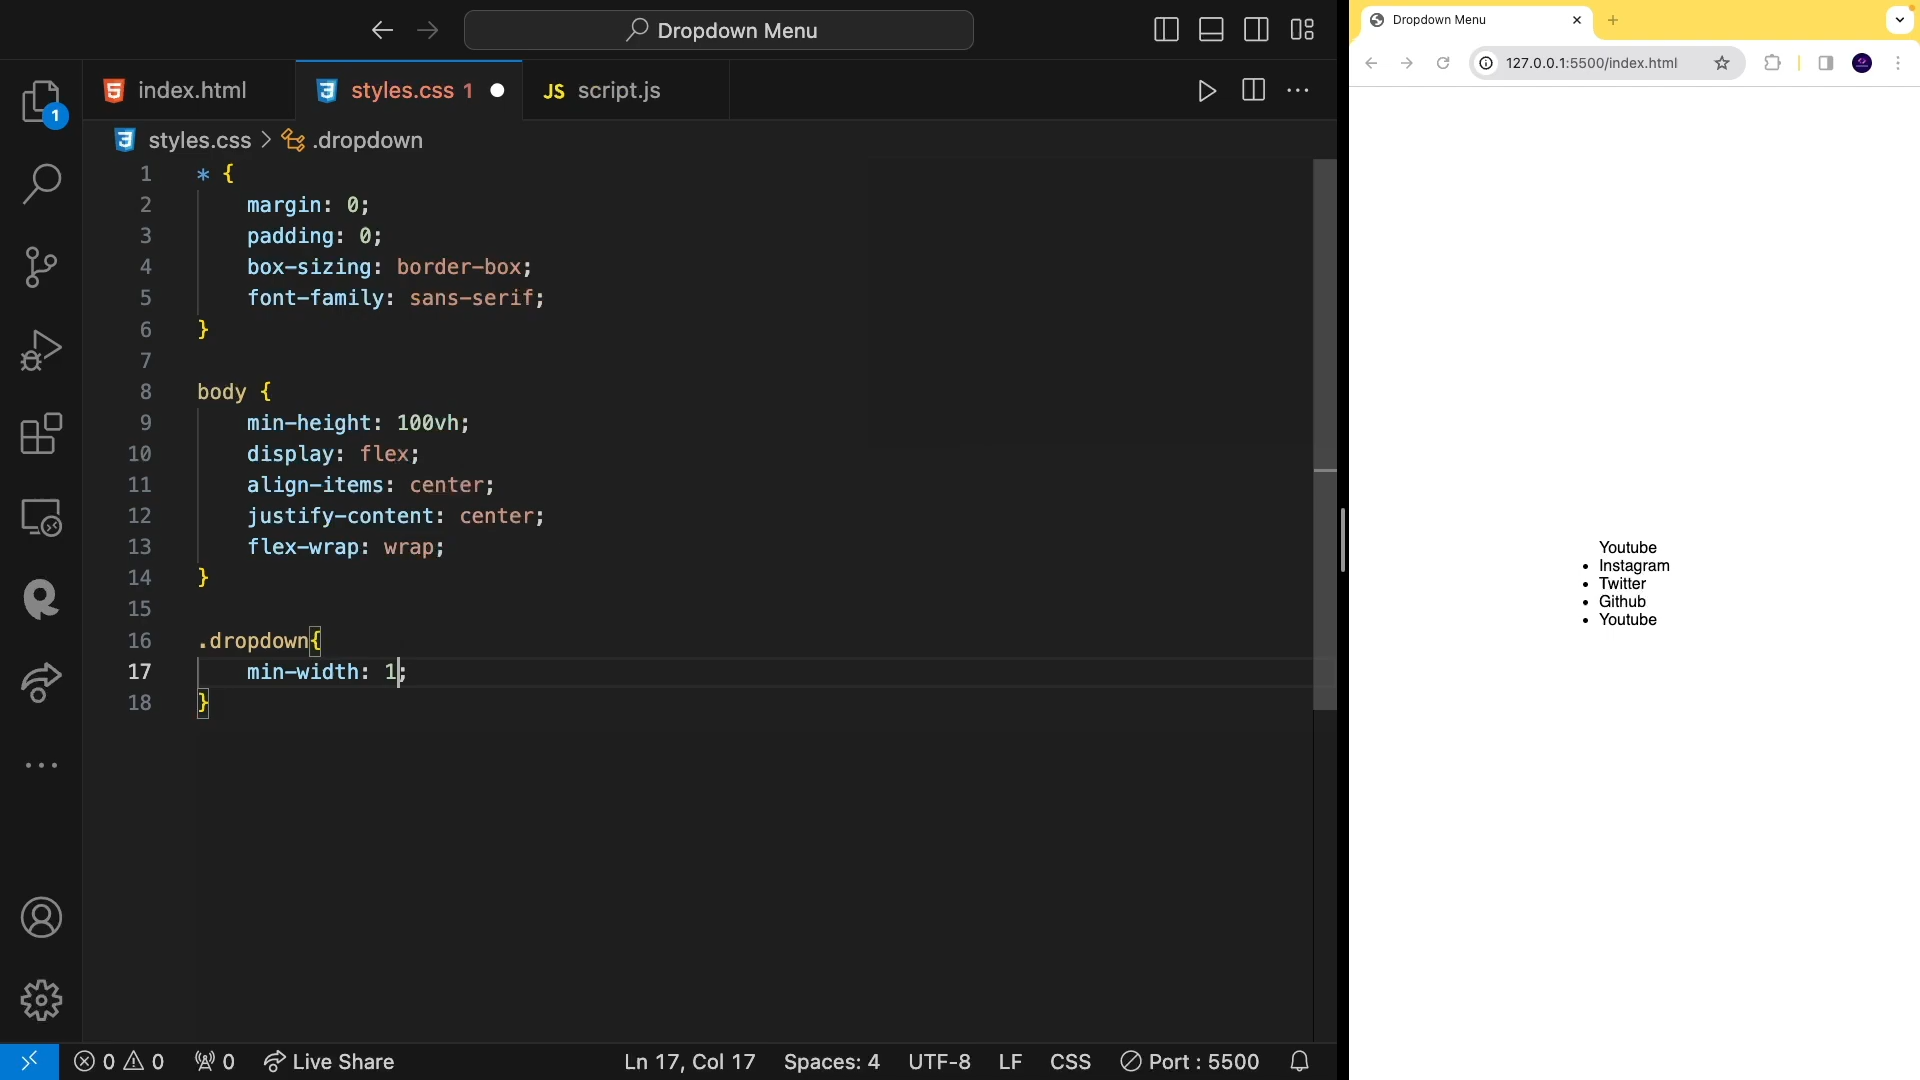 Dropdown Menu
index.html
styles.css 1
JS script.js
1
styles.css > .dropdown
1 * {
2 margin: 0;
3 padding: 0;
4 box-sizing: border-box;
5 font-family: sans-serif;
6 }
7
8 body {
9 min-height: 100vh;
10 display: flex;
11 align-items: center;
12 justify-content: center;
13 flex-wrap: wrap;
14 }
15
16 .dropdown{
17 min-width: 1;
18 }
0 0 0 Live Share Ln 17, Col 17 Spaces: 4 UTF-8 LF CSS Port : 5500
Dropdown Menu
127.0.0.1:5500/index.html
Youtube
• Instagram
• Twitter
• Github
• Youtube